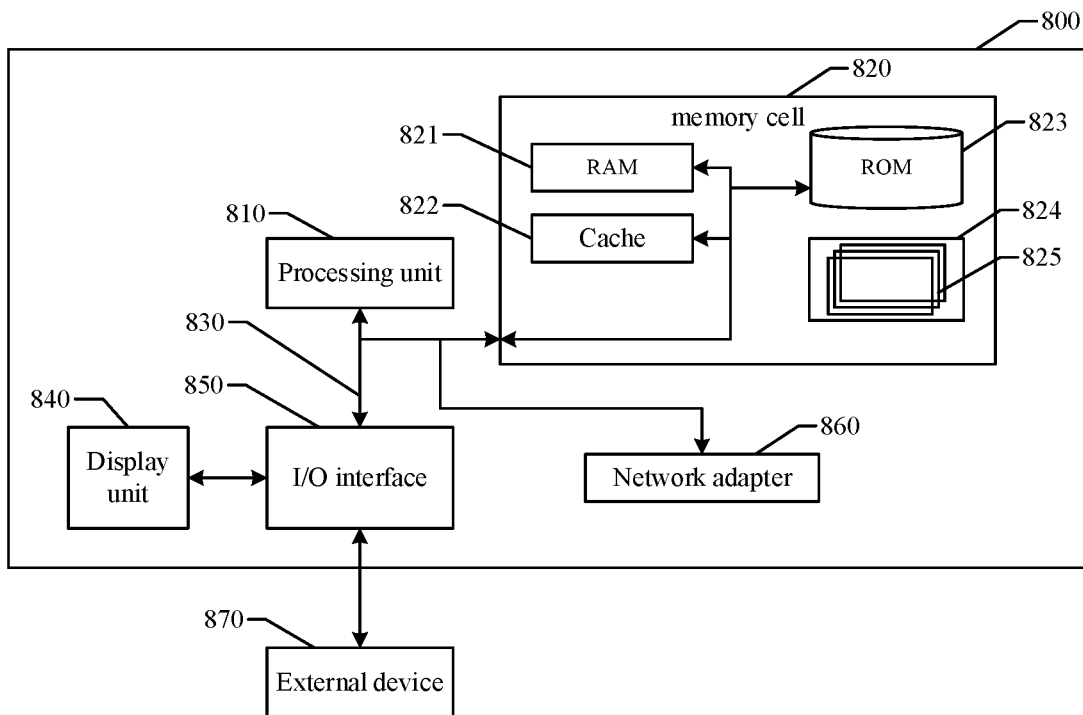 800
820
memory cell
823
821
RAM
ROM
822
824
810
Cache
825
Processing unit
830
850
840
860
Display
unit
I/O interface
Network adapter
870
External device